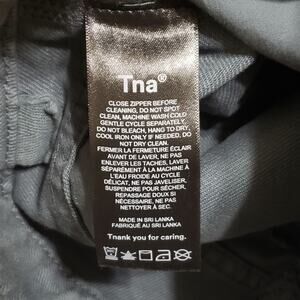 Tna®
CLOSE ZIPPER BEFORE
CLEANING, DO NOT SPOT
CLEAN, MACHINE WASH COLD
GENTLE CYCLE SEPARATELY,
DO NOT BLEACH, HANG TO DRY,
COOL IRON ONLY IF NEEDED, DO
NOT DRY CLEAN.
FERMER LA FERMETURE ÉCLAIR
AVANT DE LAVER, NE PAS
ENLEVER LES TACHES, LAVER
SÉPARÉMENT À LA MACHINE À
L'EAU FROIDE AU CYCLE
DÉLICAT, NE PAS JAVELISER,
SUSPENDRE POUR SÉCHER,
REPASSAGE DOUX SI
NÉCESSAIRE, NE PAS
NETTOYER À SEC.
MADE IN SRI LANKA
FABRIQUÉ AU SRI LANKA
Thank you for caring.